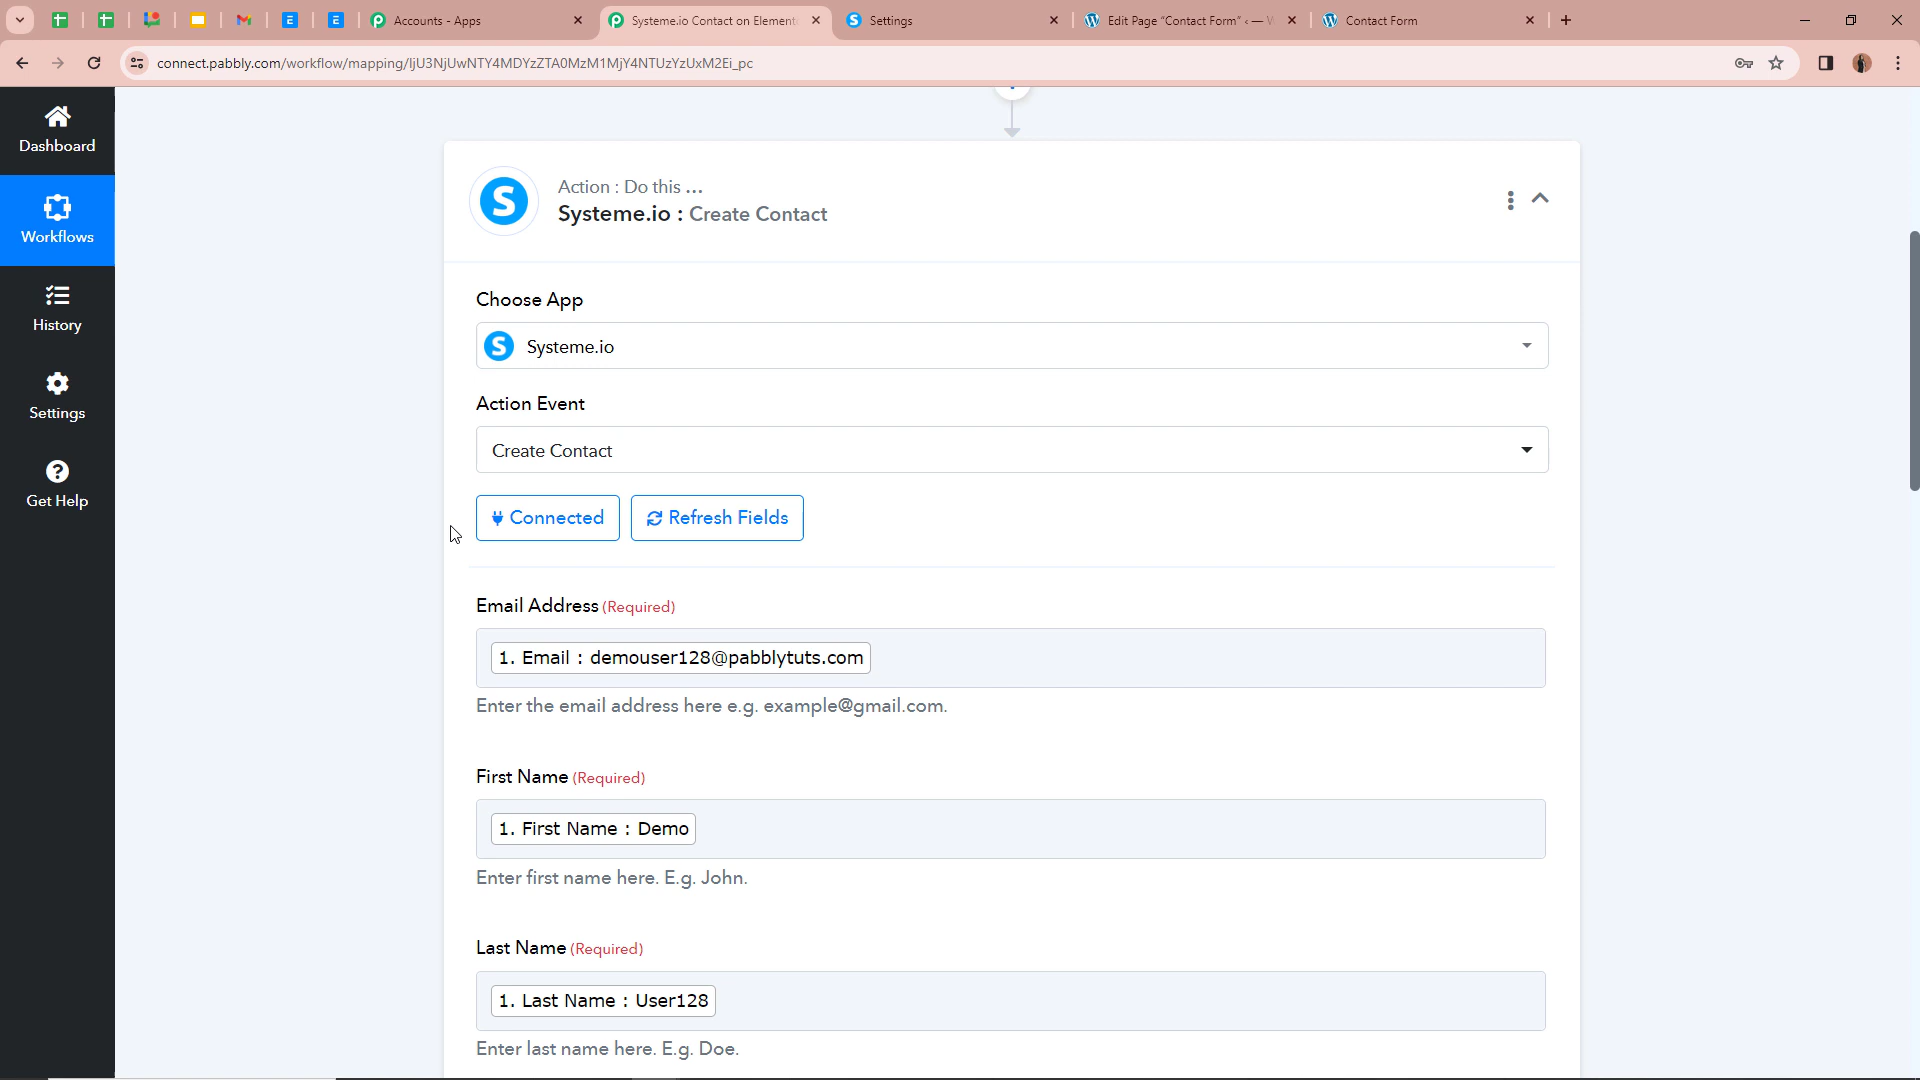 Accounts - Apps
Systeme.io Contact on Element
Settings
Edit Page "Contact Form" ‹ — W
Contact Form
connect.pabbly.com/workflow/mapping/IjU3NjUwNTY4MDYzZTA0MzM1MjY4NTUzYzUxM2Ei_pc
Dashboard
Workflows
History
Settings
Get Help
Action : Do this ...
Systeme.io : Create Contact
Choose App
Systeme.io
Action Event
Create Contact
Connected
Refresh Fields
Email Address (Required)
1. Email : demouser128@pabblytuts.com
Enter the email address here e.g. example@gmail.com.
First Name (Required)
1. First Name : Demo
Enter first name here. E.g. John.
Last Name (Required)
1. Last Name : User128
Enter last name here. E.g. Doe.